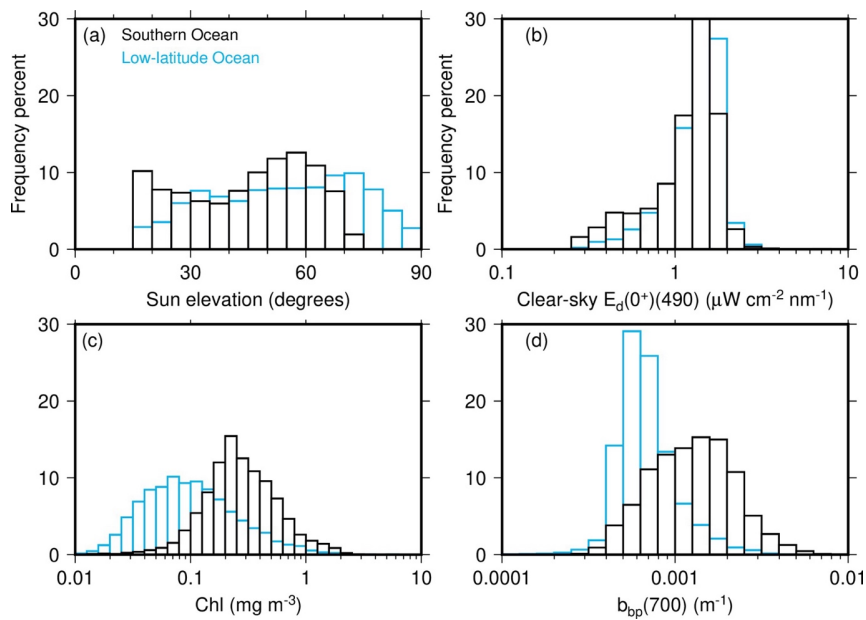 30
20
10
0
Frequency percent
(a)
Southern Ocean
Low-latitude Ocean
0 30 60 90
Sun elevation (degrees)
30
20
10
0
Frequency percent
(b)
0.1 1 10
Clear-sky E_d(0⁺)(490) (μW cm⁻² nm⁻¹)
30
20
10
0
(c)
0.01 0.1 1 10
Chl (mg m⁻³)
30
20
10
0
(d)
0.0001 0.001 0.01
b_bp(700) (m⁻¹)